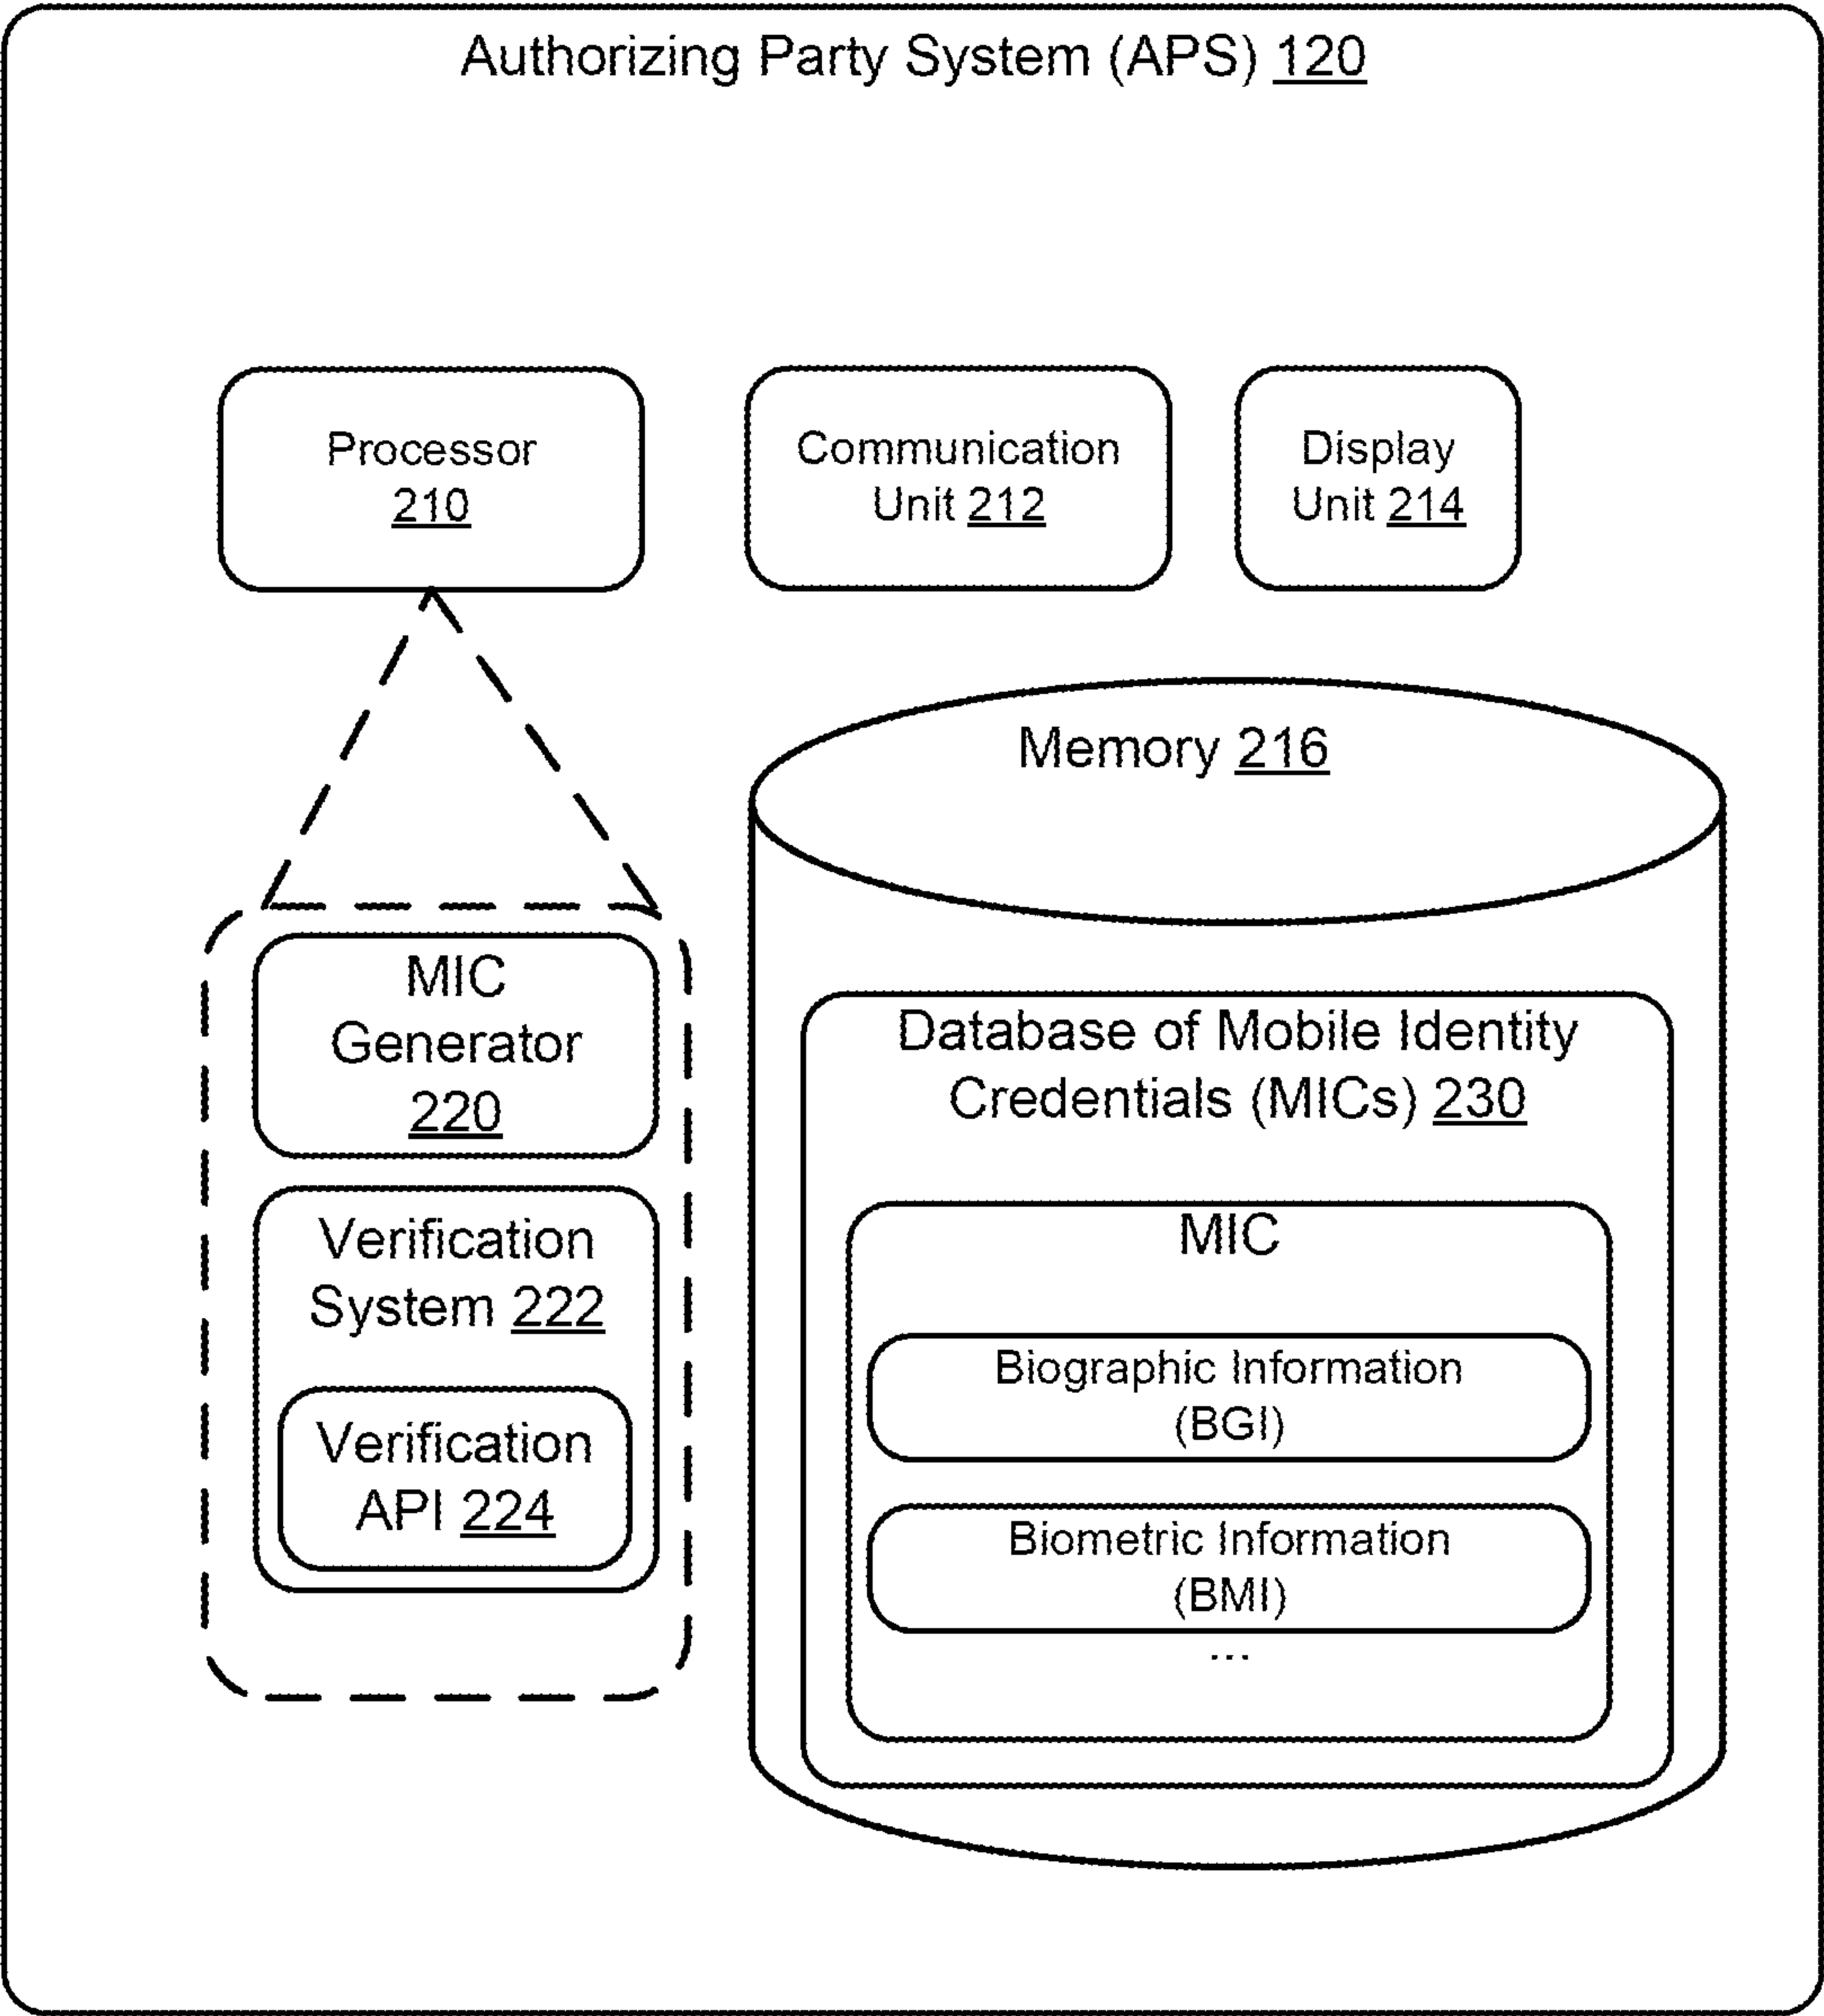 Authorizing Party System (APS) 120
Processor
210
Communication
Unit 212
Display
Unit 214
Memory 216
MIC
Generator
220
Verification
System 222
Verification
API 224
Database of Mobile Identity
Credentials (MICs) 230
MIC
Biographic Information
(BGI)
Biometric Information
(BMI)
...